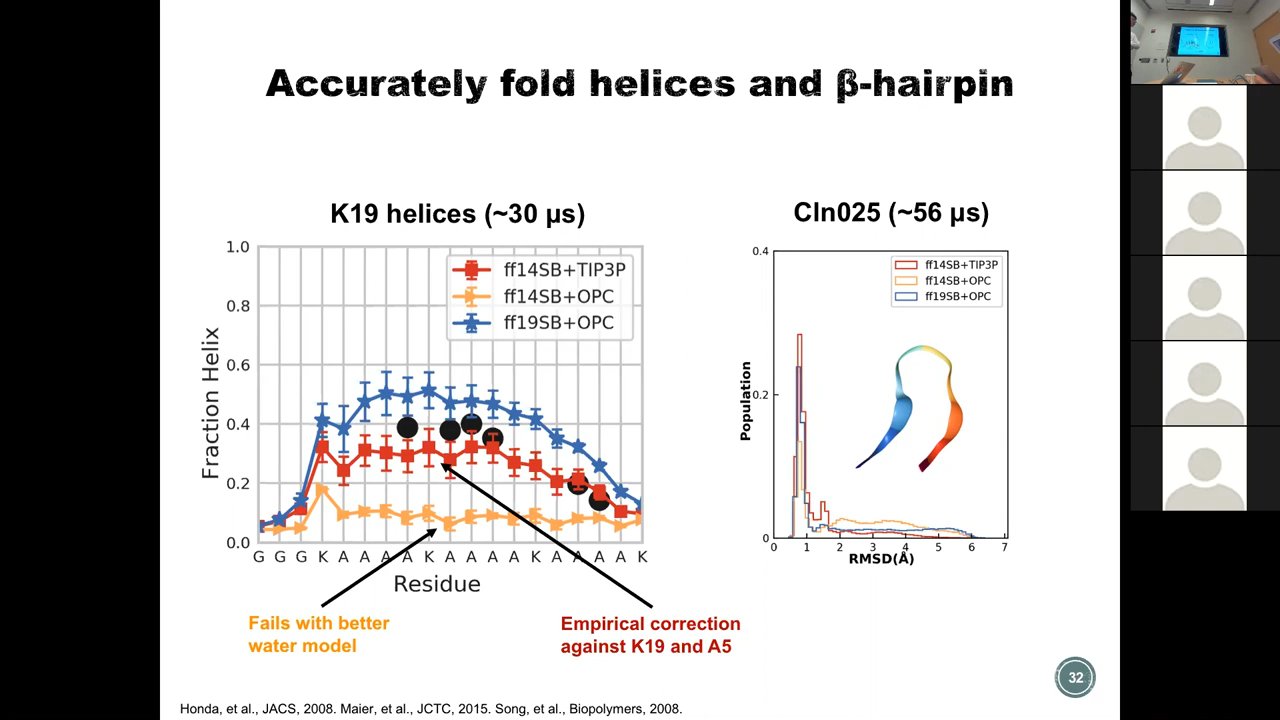 Accurately fold helices and β-hairpin
K19 helices (~30 µs)
Cln025 (~56 µs)
Fraction Helix
1.0
0.8
0.6
0.4
0.2
0.0
ff14SB+TIP3P
ff14SB+OPC
ff19SB+OPC
G G G K A A A A K A A A A K A A A A K
Residue
Population
0.4
0.2
0
ff14SB+TIP3P
ff14SB+OPC
ff19SB+OPC
0 1 2 3 4 5 6 7
RMSD(Å)
Fails with better
water model
Empirical correction
against K19 and A5
32
Honda, et al., JACS, 2008. Maier, et al., JCTC, 2015. Song, et al., Biopolymers, 2008.